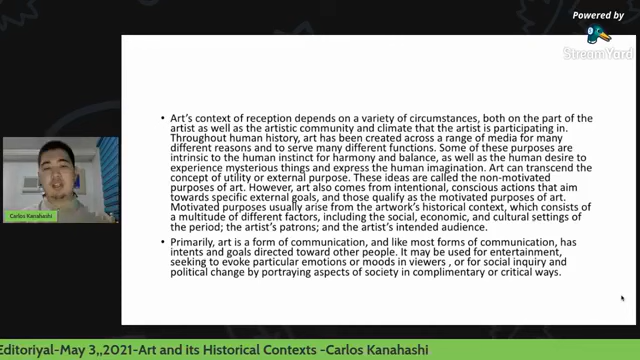 Powered by
StreamYard
• Art's context of reception depends on a variety of circumstances, both on the part of the
artist as well as the artistic community and climate that the artist is participating in.
Throughout human history, art has been created across a range of media for many
different reasons and to serve many different functions. Some of these purposes are
intrinsic to the human instinct for harmony and balance, as well as the human desire to
experience mysterious things and express the human imagination. Art can transcend the
concept of utility or external purpose. These ideas are called the non-motivated
purposes of art. However, art also comes from intentional, conscious actions that aim
towards specific external goals, and those qualify as the motivated purposes of art.
Motivated purposes usually arise from the artwork's historical context, which consists of
a multitude of different factors, including the social, economic, and cultural settings of
the period; the artist's patrons; and the artist's intended audience.
• Primarily, art is a form of communication, and like most forms of communication, has
intents and goals directed toward other people. It may be used for entertainment,
seeking to evoke particular emotions or moods in viewers, or for social inquiry and
political change by portraying aspects of society in complimentary or critical ways.
Carlos Kanahashi
Editoriyal-May 3,,2021-Art and its Historical Contexts -Carlos Kanahashi